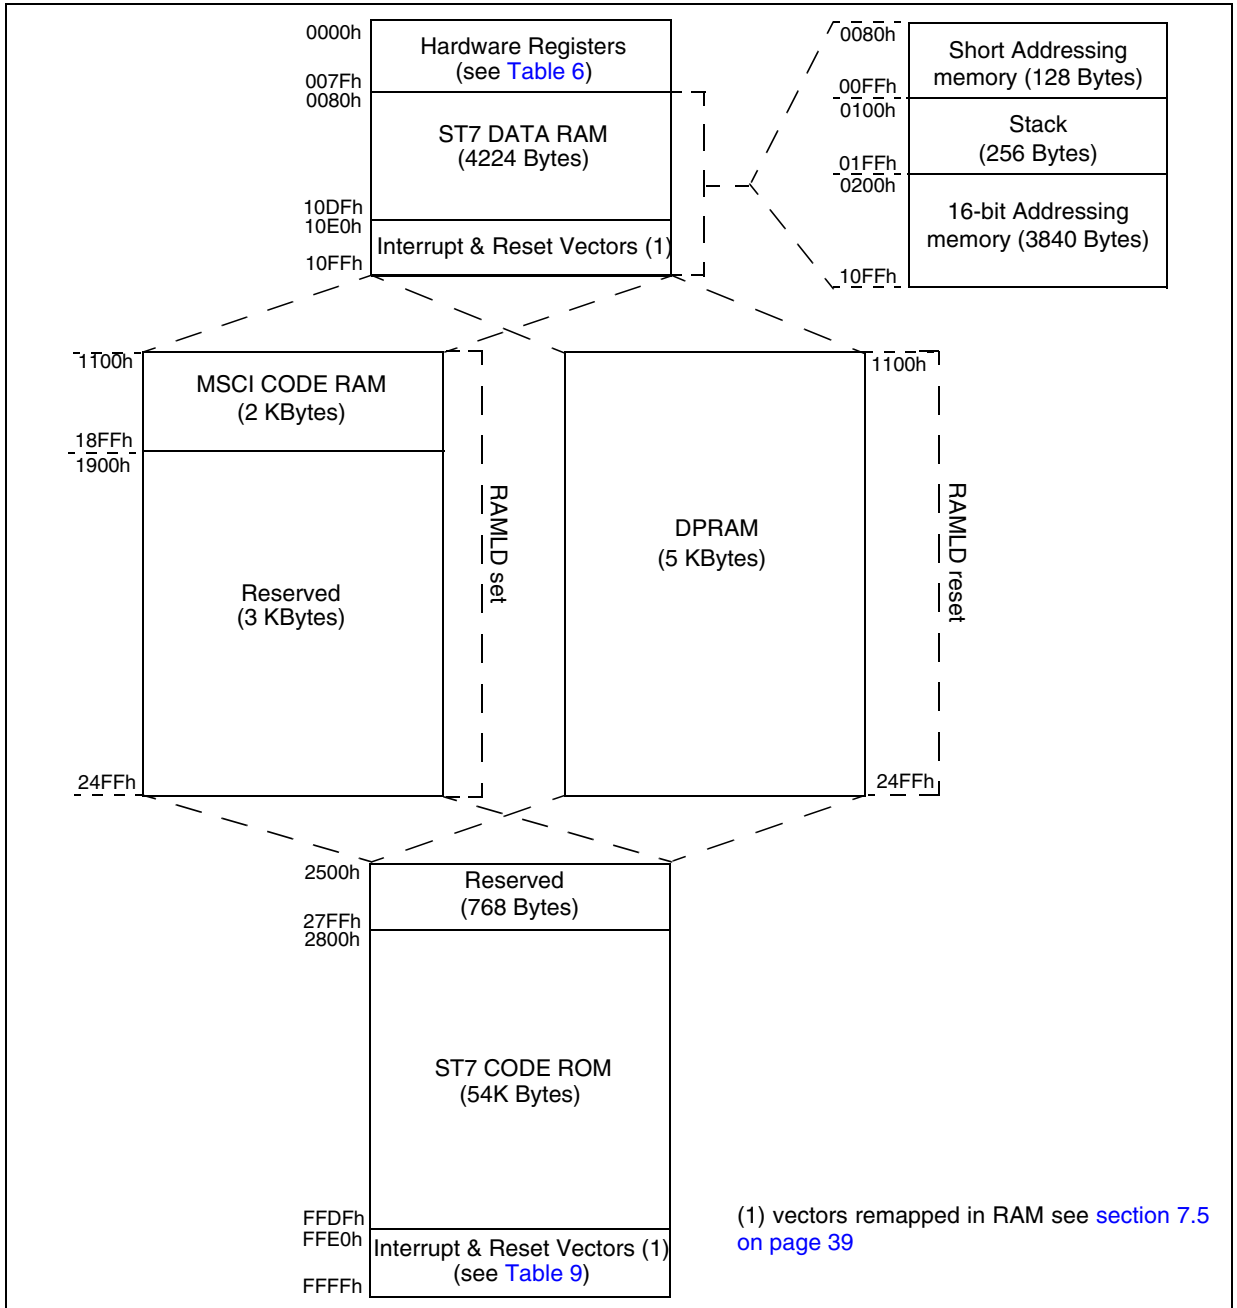 0000h
Hardware Registers
(see Table 6)
007Fh
0080h
ST7 DATA RAM
(4224 Bytes)
10DFh
10E0h
Interrupt & Reset Vectors (1)
10FFh
0080h
Short Addressing
memory (128 Bytes)
00FFh
0100h
Stack
(256 Bytes)
01FFh
0200h
16-bit Addressing
memory (3840 Bytes)
10FFh
1100h
MSCI CODE RAM
(2 KBytes)
18FFh
1900h
Reserved
(3 KBytes)
24FFh
RAMLD set
DPRAM
(5 KBytes)
1100h
RAMLD reset
24FFh
2500h
Reserved
(768 Bytes)
27FFh
2800h
ST7 CODE ROM
(54K Bytes)
FFDFh
FFE0h
Interrupt & Reset Vectors (1)
(see Table 9)
FFFFh
(1) vectors remapped in RAM see section 7.5
on page 39